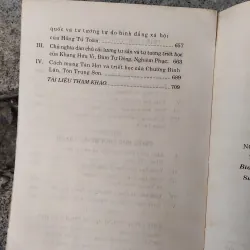 quốc và tư tưởng tự do bình đẳng xã hội
của Hồng Tú Toàn 657
III. Chủ nghĩa dân chủ cải lương tư sản và tư tưởng triết học
của Khang Hữu Vi, Đàm Tự Đồng, Nghiêm Phục. 668
IV. Cách mạng Tân Hợi và triết học của Chương Bính
Lân, Tôn Trung Sơn. 689
TÀI LIỆU THAM KHẢO 709